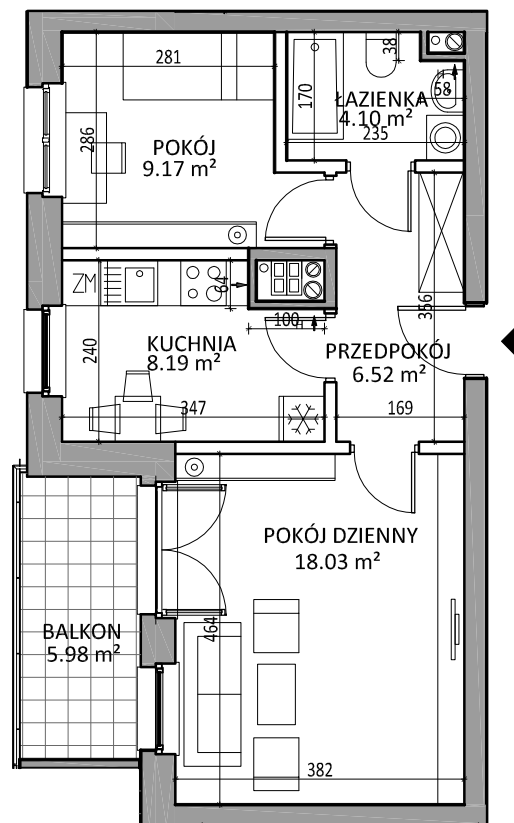 281
38
58
170
ŁAZIENKA
4.10 m²
235
286
POKÓJ
9.17 m²
ZM
64
100
356
KUCHNIA
8.19 m²
240
347
PRZEDPOKÓJ
6.52 m²
169
POKÓJ DZIENNY
18.03 m²
464
382
BALKON
5.98 m²